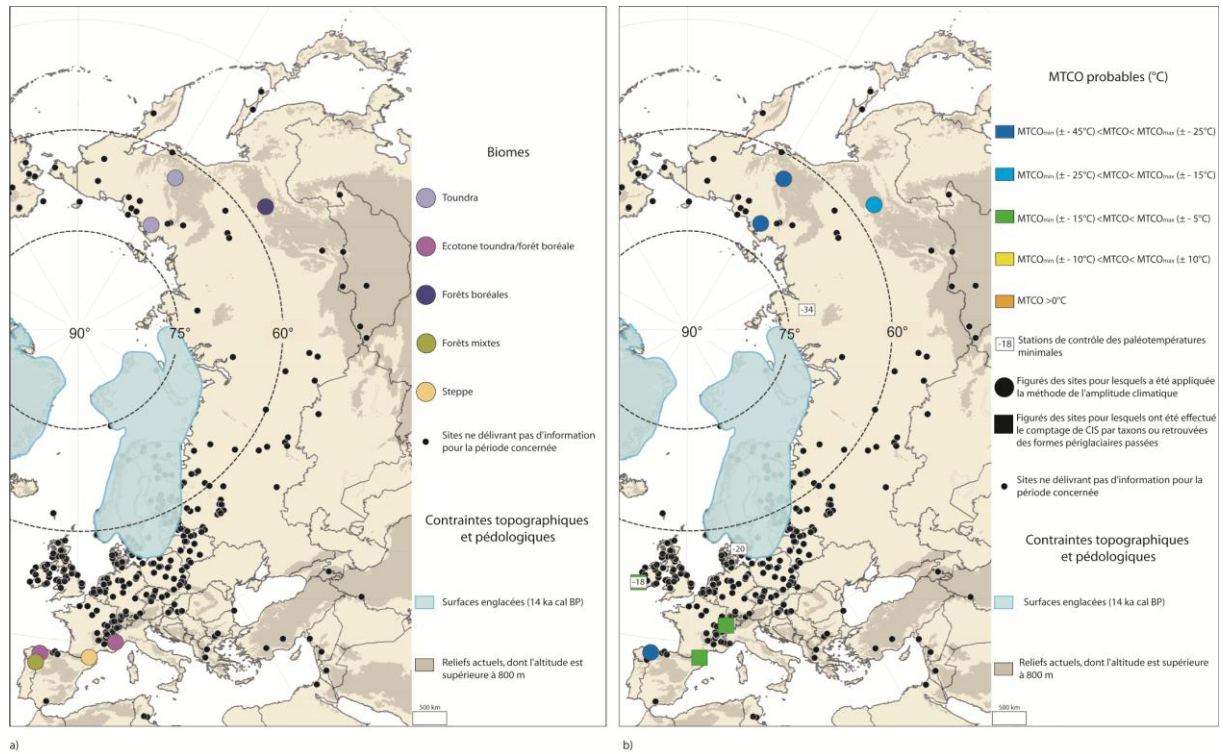 90°
75°
60°
Biomes
Toundra
Ecotone toundra/forêt boréale
Forêts boréales
Forêts mixtes
Steppe
Sites ne délivrant pas d'information
pour la période concernée
Contraintes topographiques
et pédologiques
Surfaces englacées (14 ka cal BP)
Reliefs actuels, dont l'altitude est
supérieure à 800 m
500 km
a)
-34
90°
75°
60°
-20
-18
MTCO probables (°C)
MTCOmin (± - 45°C) <MTCO< MTCOmax (± - 25°C)
MTCOmin (± - 25°C) <MTCO< MTCOmax (± - 15°C)
MTCOmin (± - 15°C) <MTCO< MTCOmax (± - 5°C)
MTCOmin (± - 10°C) <MTCO< MTCOmax (± 10°C)
MTCO >0°C
-18
Stations de contrôle des paléotempératures
minimales
Figurés des sites pour lesquels a été appliquée
la méthode de l'amplitude climatique
Figurés des sites pour lesquels ont été effectué
le comptage de CIS par taxons ou retrouvées
des formes périglaciaires passées
Sites ne délivrant pas d'information pour la
période concernée
Contraintes topographiques
et pédologiques
Surfaces englacées (14 ka cal BP)
Reliefs actuels, dont l'altitude est supérieure
à 800 m
500 km
b)